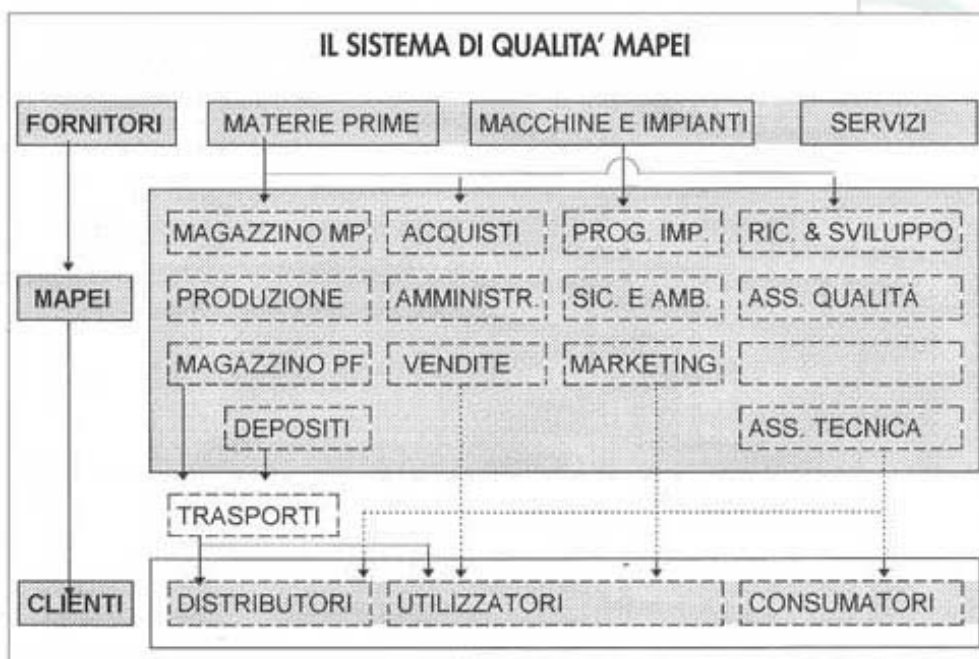 IL SISTEMA DI QUALITA' MAPEI
FORNITORI MATERIE PRIME MACCHINE E IMPIANTI SERVIZI
MAGAZZINO MP ACQUISTI PROG. IMP. RIC. & SVILUPPO
MAPEI PRODUZIONE AMMINISTR. SIC. E AMB. ASS. QUALITÀ
MAGAZZINO PF VENDITE MARKETING
DEPOSITI ASS. TECNICA
TRASPORTI
CLIENTI DISTRIBUTORI UTILIZZATORI CONSUMATORI